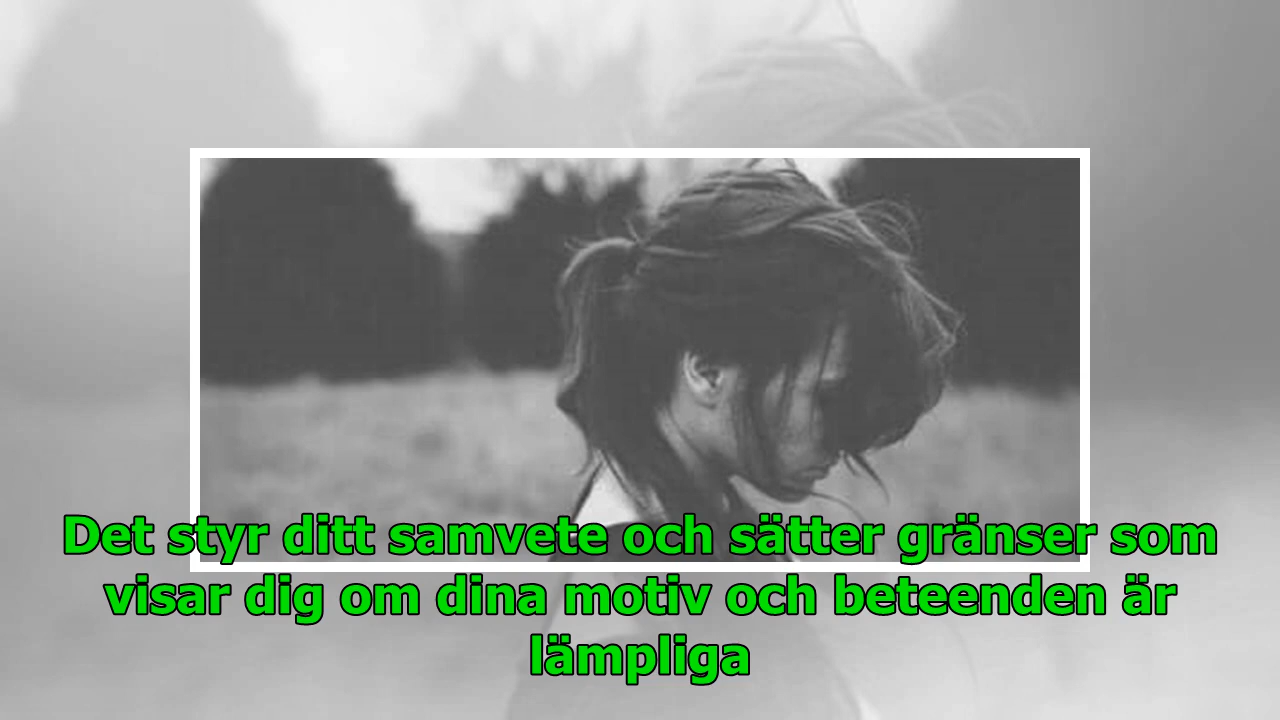 Det styr ditt samvete och sätter gränser som
visar dig om dina motiv och beteenden är
lämpliga